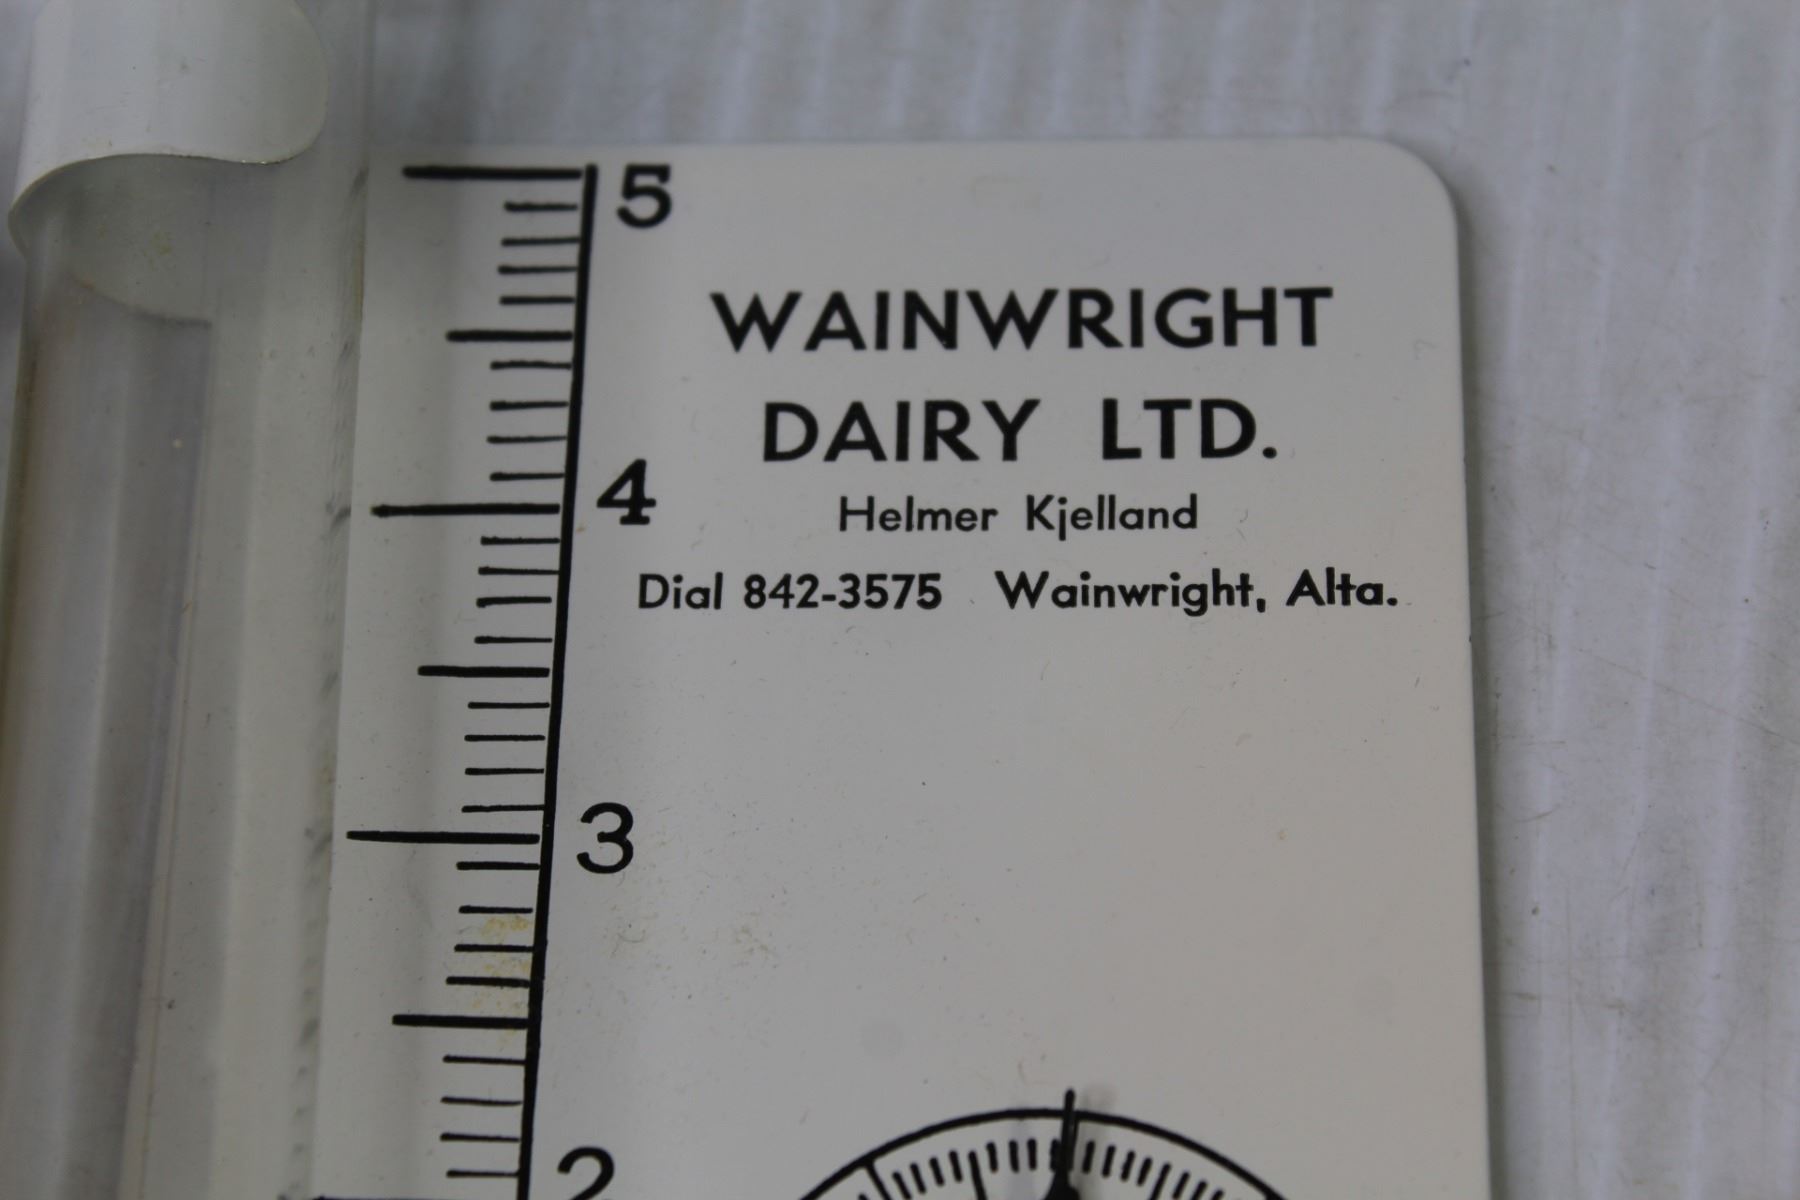 5
WAINWRIGHT
DAIRY LTD.
4
Helmer Kjelland
Dial 842-3575 Wainwright, Alta.
3
2